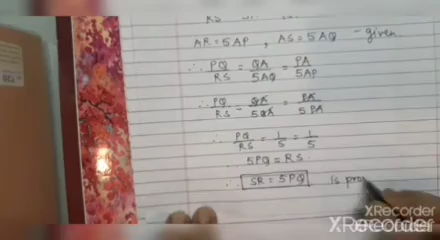 AR = 5AP , AS = 5AQ - given
∴ PQ/RS = QA/5AQ = PA/5AP
∴ PQ/RS = QA/5QA = PA/5PA
∴ PQ/RS = 1/5 = 1/5
∴ 5PQ = RS
∴ SR = 5PQ is pro
XRecorder
XRecorder